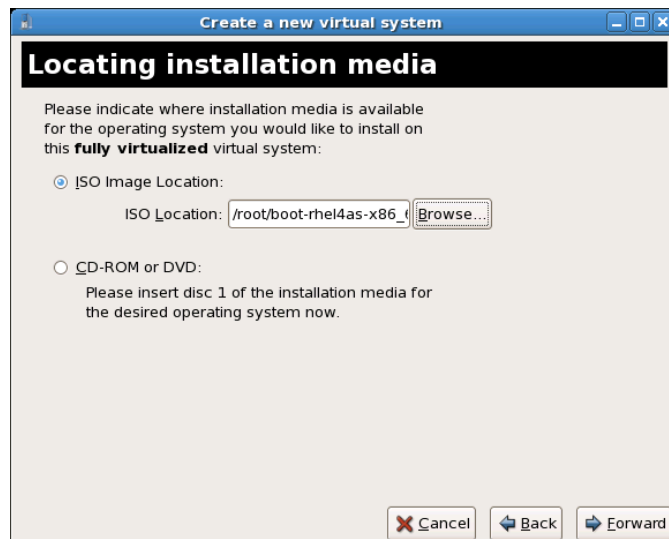 Create a new virtual system
Locating installation media
Please indicate where installation media is available
for the operating system you would like to install on
this fully virtualized virtual system:
ISO Image Location:
ISO Location: /root/boot-rhel4as-x86_6 Browse...
CD-ROM or DVD:
Please insert disc 1 of the installation media for
the desired operating system now.
Cancel Back Forward